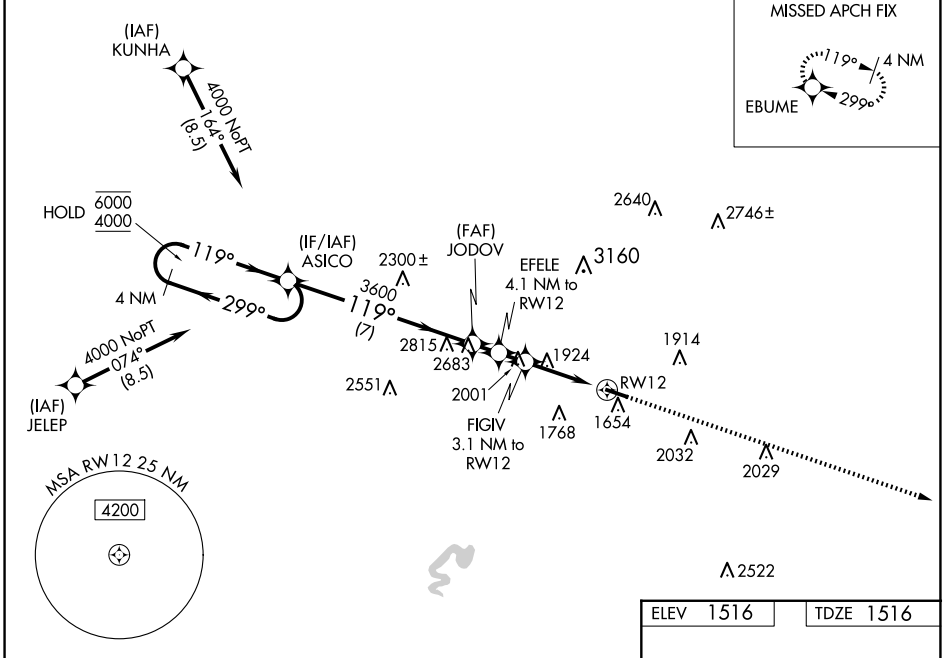 MISSED APCH FIX
119°
4 NM
EBUME
299°
(IAF)
KUNHA
4000 NoPT
164°
(8.5)
HOLD
6000
4000
119°
299°
4 NM
(IF/IAF)
ASICO
2300±
3600
119°
(7)
(FAF)
JODOV
EFELE
4.1 NM to
RW12
3160
2640
2746±
2815
2683
2001
1924
1914
2551
FIGIV
3.1 NM to
RW12
1768
RW12
1654
2032
2029
4000 NoPT
074°
(8.5)
(IAF)
JELEP
MSA RW12 25 NM
4200
2522
ELEV 1516
TDZE 1516